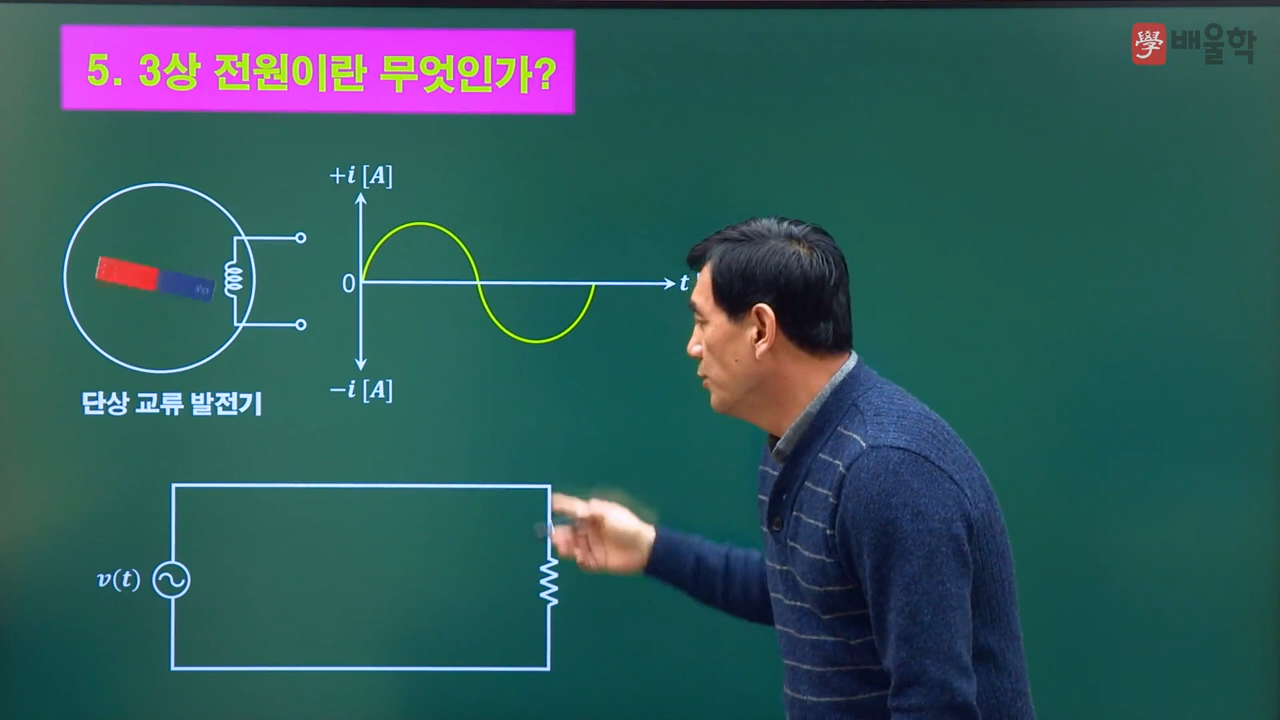 學 배울학
5. 3상 전원이란 무엇인가?
+i [A]
0
t
−i [A]
단상 교류 발전기
v(t)